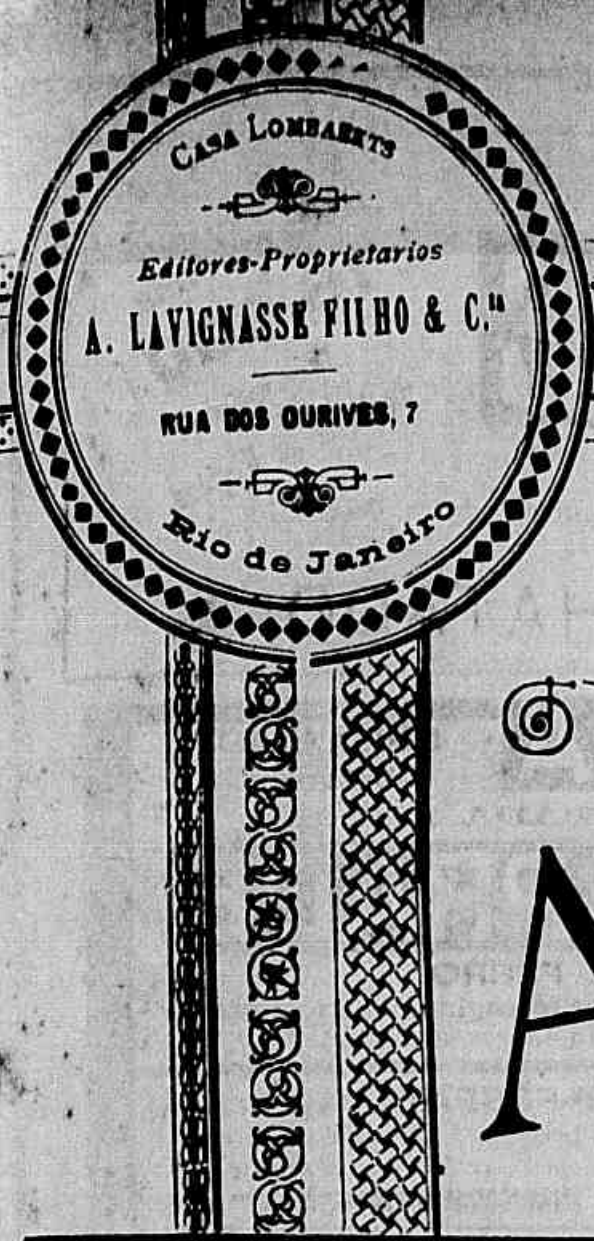 CASA LOMBAERTS
Editores-Proprietarios
A. LAVIGNASSE FILHO & C.ia
RUA DOS OURIVES, 7
Rio de Janeiro
A